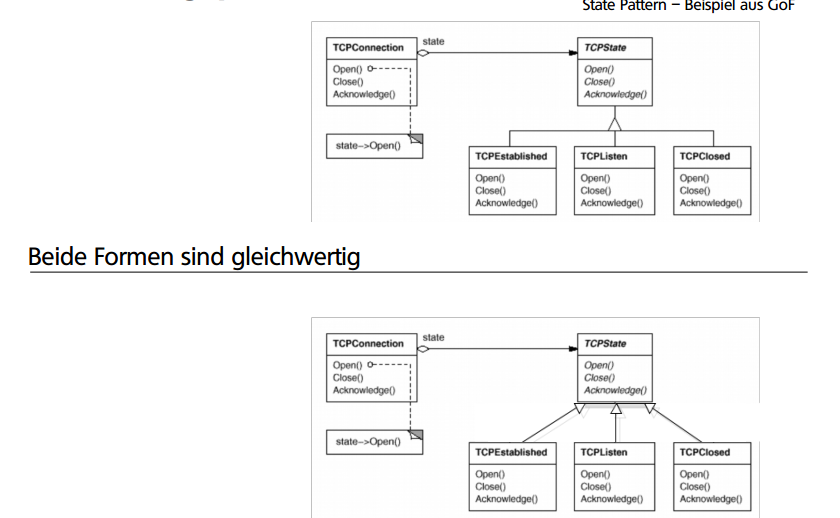 State Pattern – Beispiel aus GoF
TCPConnection
Open()
Close()
Acknowledge()
state
TCPState
Open()
Close()
Acknowledge()
state->Open()
TCPEstablished
Open()
Close()
Acknowledge()
TCPListen
Open()
Close()
Acknowledge()
TCPClosed
Open()
Close()
Acknowledge()
Beide Formen sind gleichwertig
TCPConnection
Open()
Close()
Acknowledge()
state
TCPState
Open()
Close()
Acknowledge()
state->Open()
TCPEstablished
Open()
Close()
Acknowledge()
TCPListen
Open()
Close()
Acknowledge()
TCPClosed
Open()
Close()
Acknowledge()